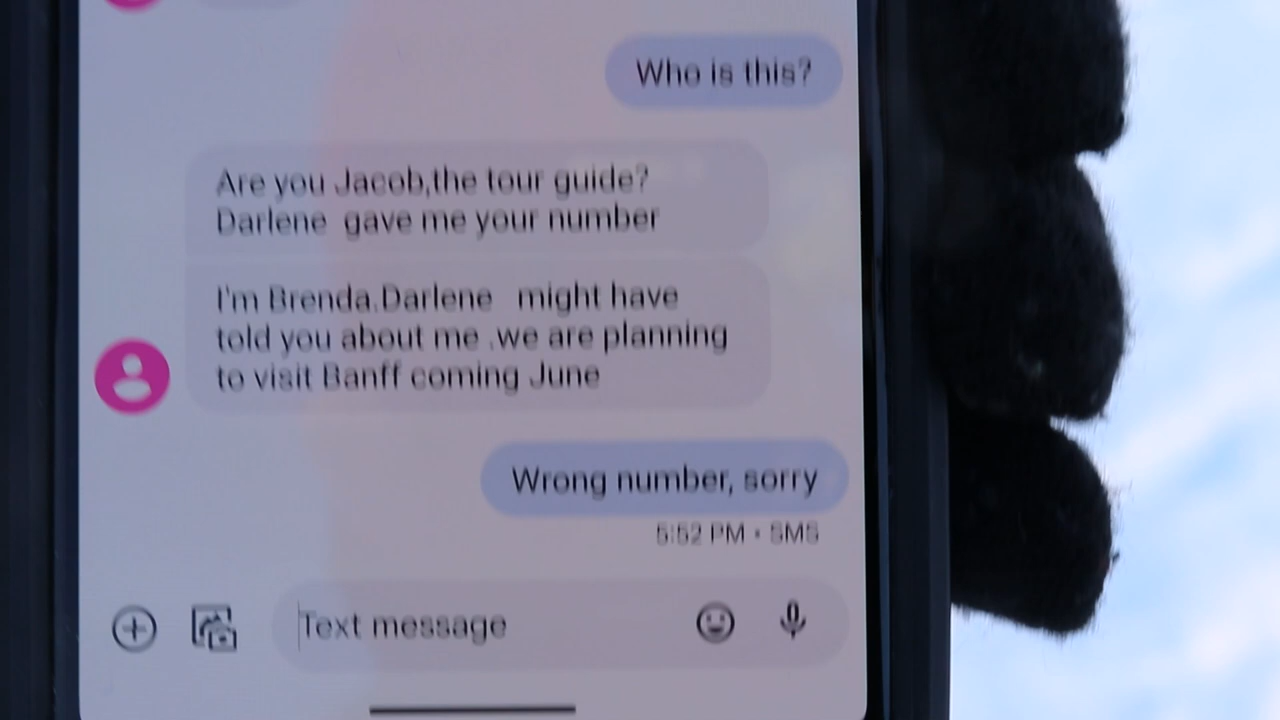 Who is this?
Are you Jacob,the tour guide?
Darlene  gave me your number
I'm Brenda.Darlene   might have
told you about me .we are planning
to visit Banff coming June
Wrong number, sorry
5:52 PM • SMS
Text message